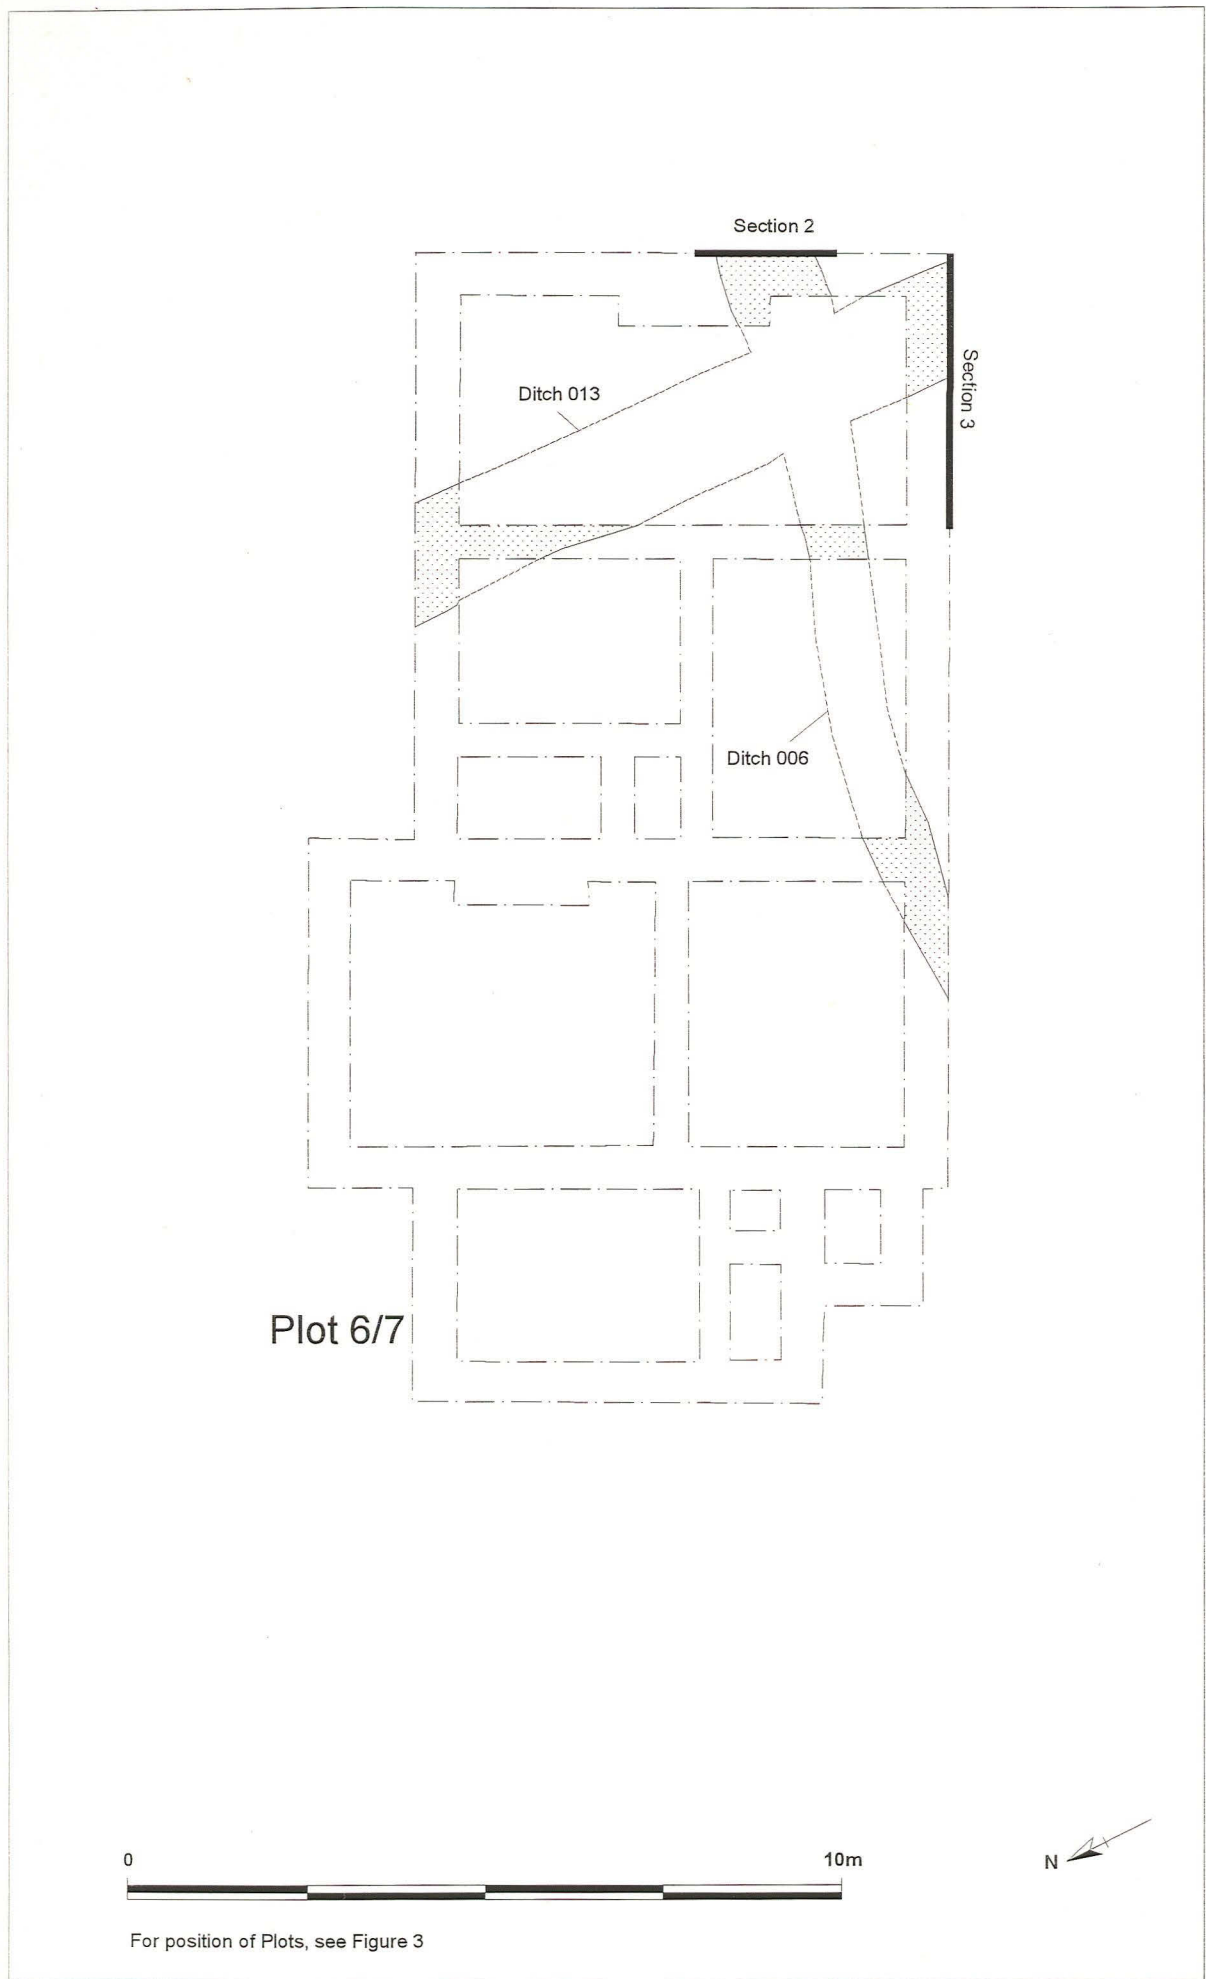 Section 2
Section 3
Ditch 013
Ditch 006
Plot 6/7
0
10m
N
For position of Plots, see Figure 3